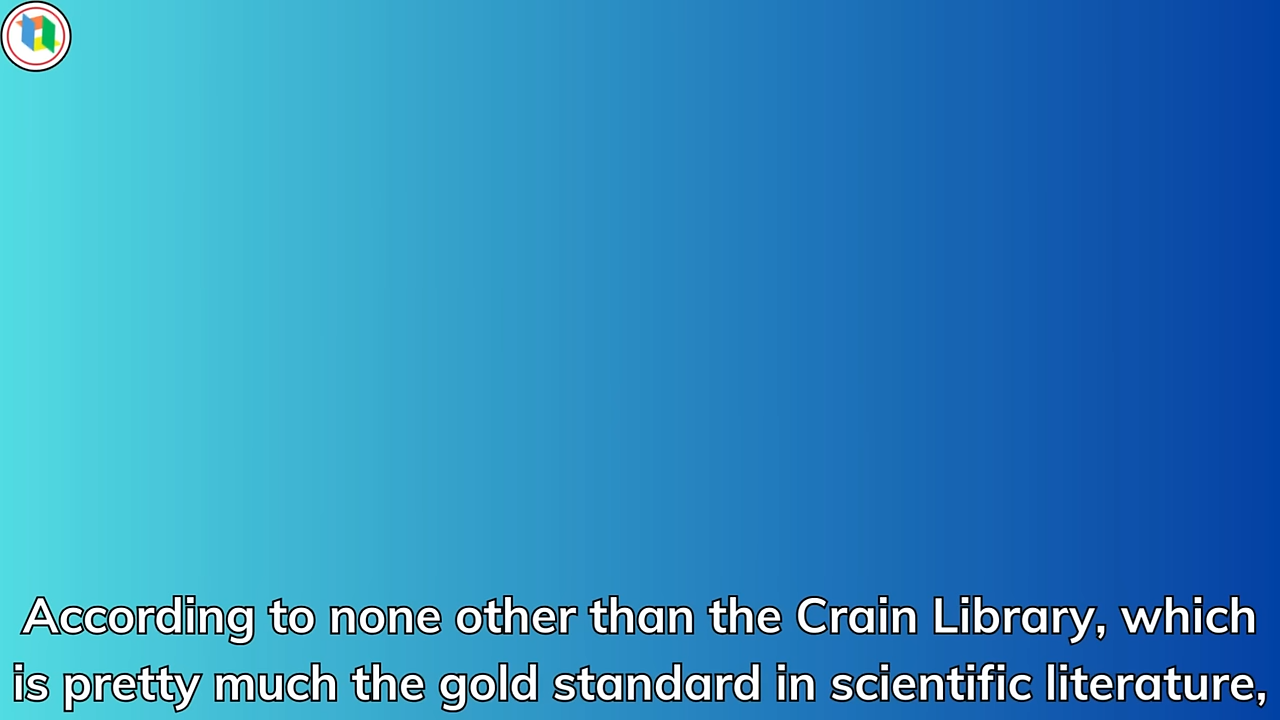 According to none other than the Crain Library, which
is pretty much the gold standard in scientific literature,